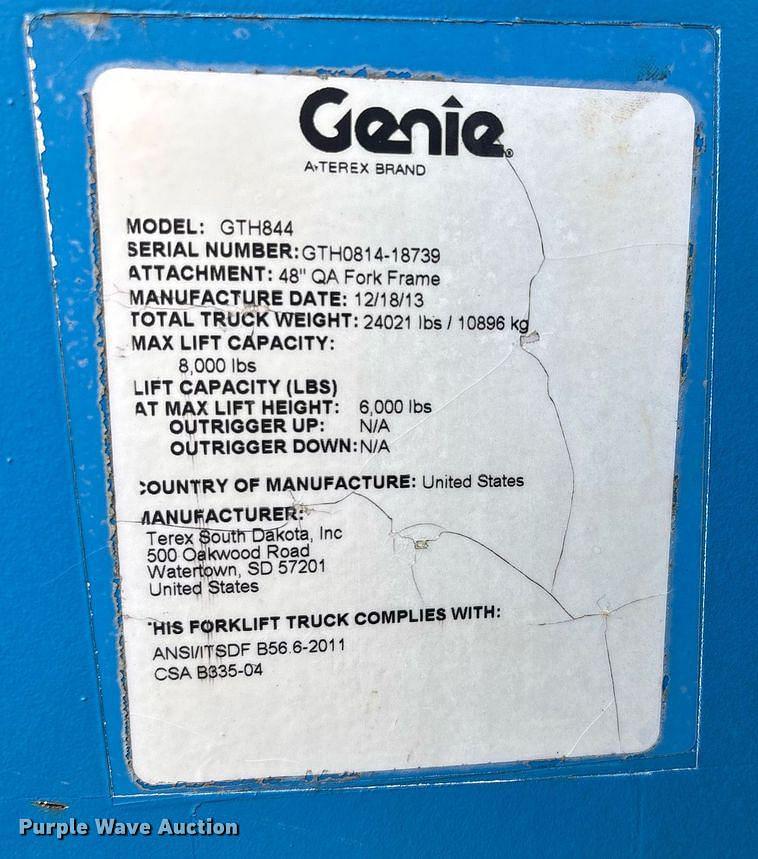 Genie®
A TEREX BRAND
MODEL: GTH844
SERIAL NUMBER: GTH0814-18739
ATTACHMENT: 48" QA Fork Frame
MANUFACTURE DATE: 12/18/13
TOTAL TRUCK WEIGHT: 24021 lbs / 10896 kg
MAX LIFT CAPACITY:
8,000 lbs
LIFT CAPACITY (LBS)
AT MAX LIFT HEIGHT: 6,000 lbs
OUTRIGGER UP: N/A
OUTRIGGER DOWN: N/A
COUNTRY OF MANUFACTURE: United States
MANUFACTURER:
Terex South Dakota, Inc
500 Oakwood Road
Watertown, SD 57201
United States
THIS FORKLIFT TRUCK COMPLIES WITH:
ANSI/ITSDF B56.6-2011
CSA B335-04
Purple Wave Auction